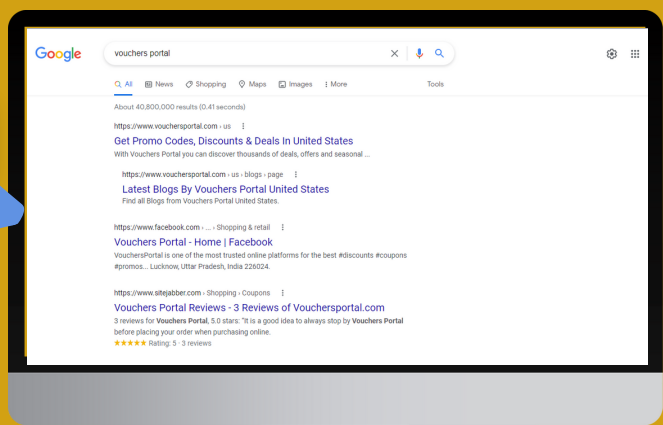 Google
vouchers portal
All News Shopping Maps Images More Tools
About 40,800,000 results (0.41 seconds)
https://www.vouchersportal.com › us
Get Promo Codes, Discounts & Deals In United States
With Vouchers Portal you can discover thousands of deals, offers and seasonal ...
https://www.vouchersportal.com › us › blogs › page
Latest Blogs By Vouchers Portal United States
Find all Blogs from Vouchers Portal United States.
https://www.facebook.com › ... › Shopping & retail
Vouchers Portal - Home | Facebook
VouchersPortal is one of the most trusted online platforms for the best #discounts #coupons
#promos... Lucknow, Uttar Pradesh, India 226024.
https://www.sitejabber.com › Shopping › Coupons
Vouchers Portal Reviews - 3 Reviews of Vouchersportal.com
3 reviews for Vouchers Portal, 5.0 stars: "It is a good idea to always stop by Vouchers Portal
before placing your order when purchasing online.
★★★★★ Rating: 5 · 3 reviews